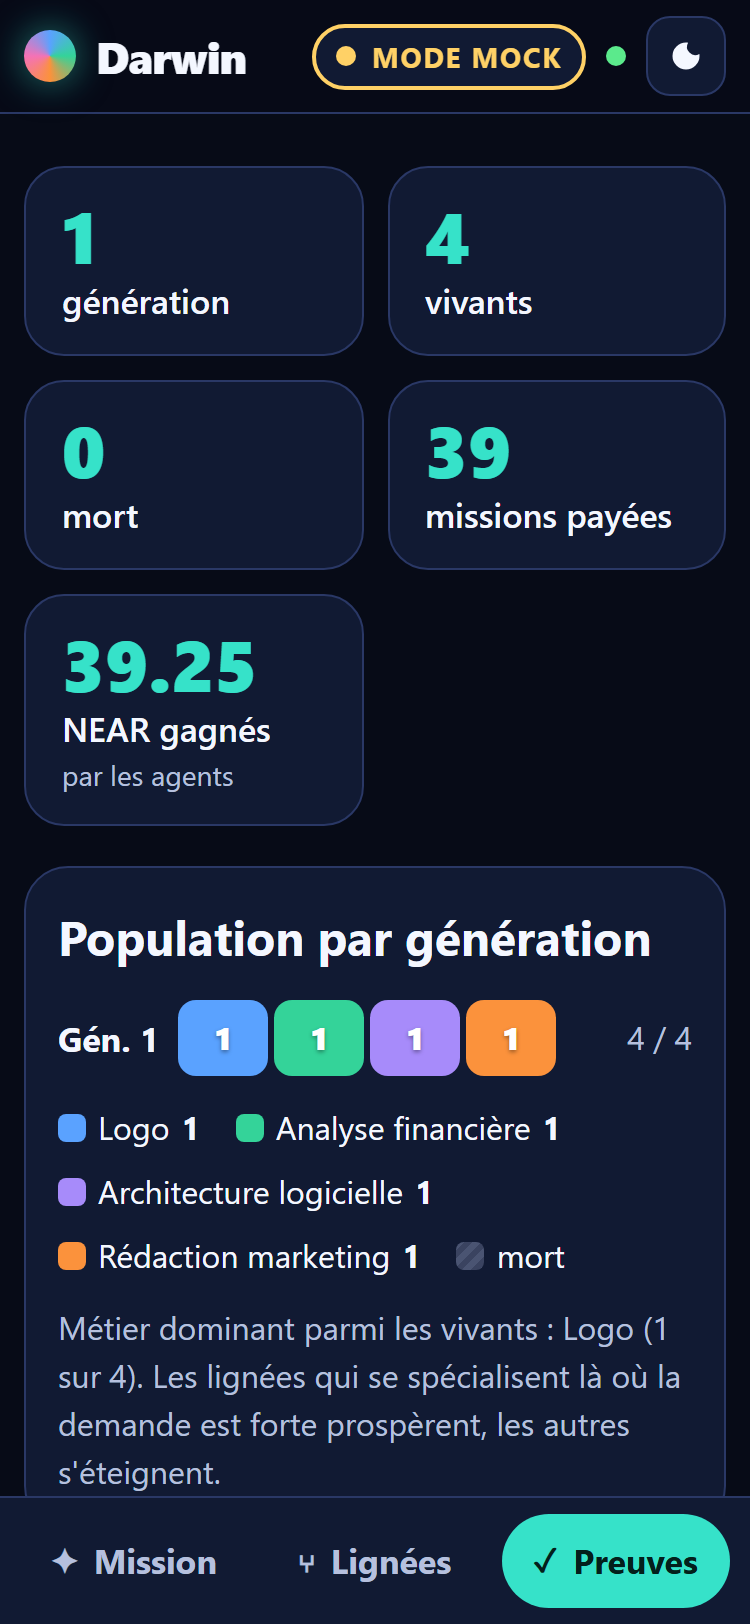 Darwin
MODE MOCK
1
génération
4
vivants
0
mort
39
missions payées
39.25
NEAR gagnés
par les agents
Population par génération
Gén. 1 1 1 1 1 4 / 4
Logo 1 Analyse financière 1
Architecture logicielle 1
Rédaction marketing 1 mort
Métier dominant parmi les vivants : Logo (1
sur 4). Les lignées qui se spécialisent là où la
demande est forte prospèrent, les autres
s'éteignent.
Mission Lignées ✓ Preuves